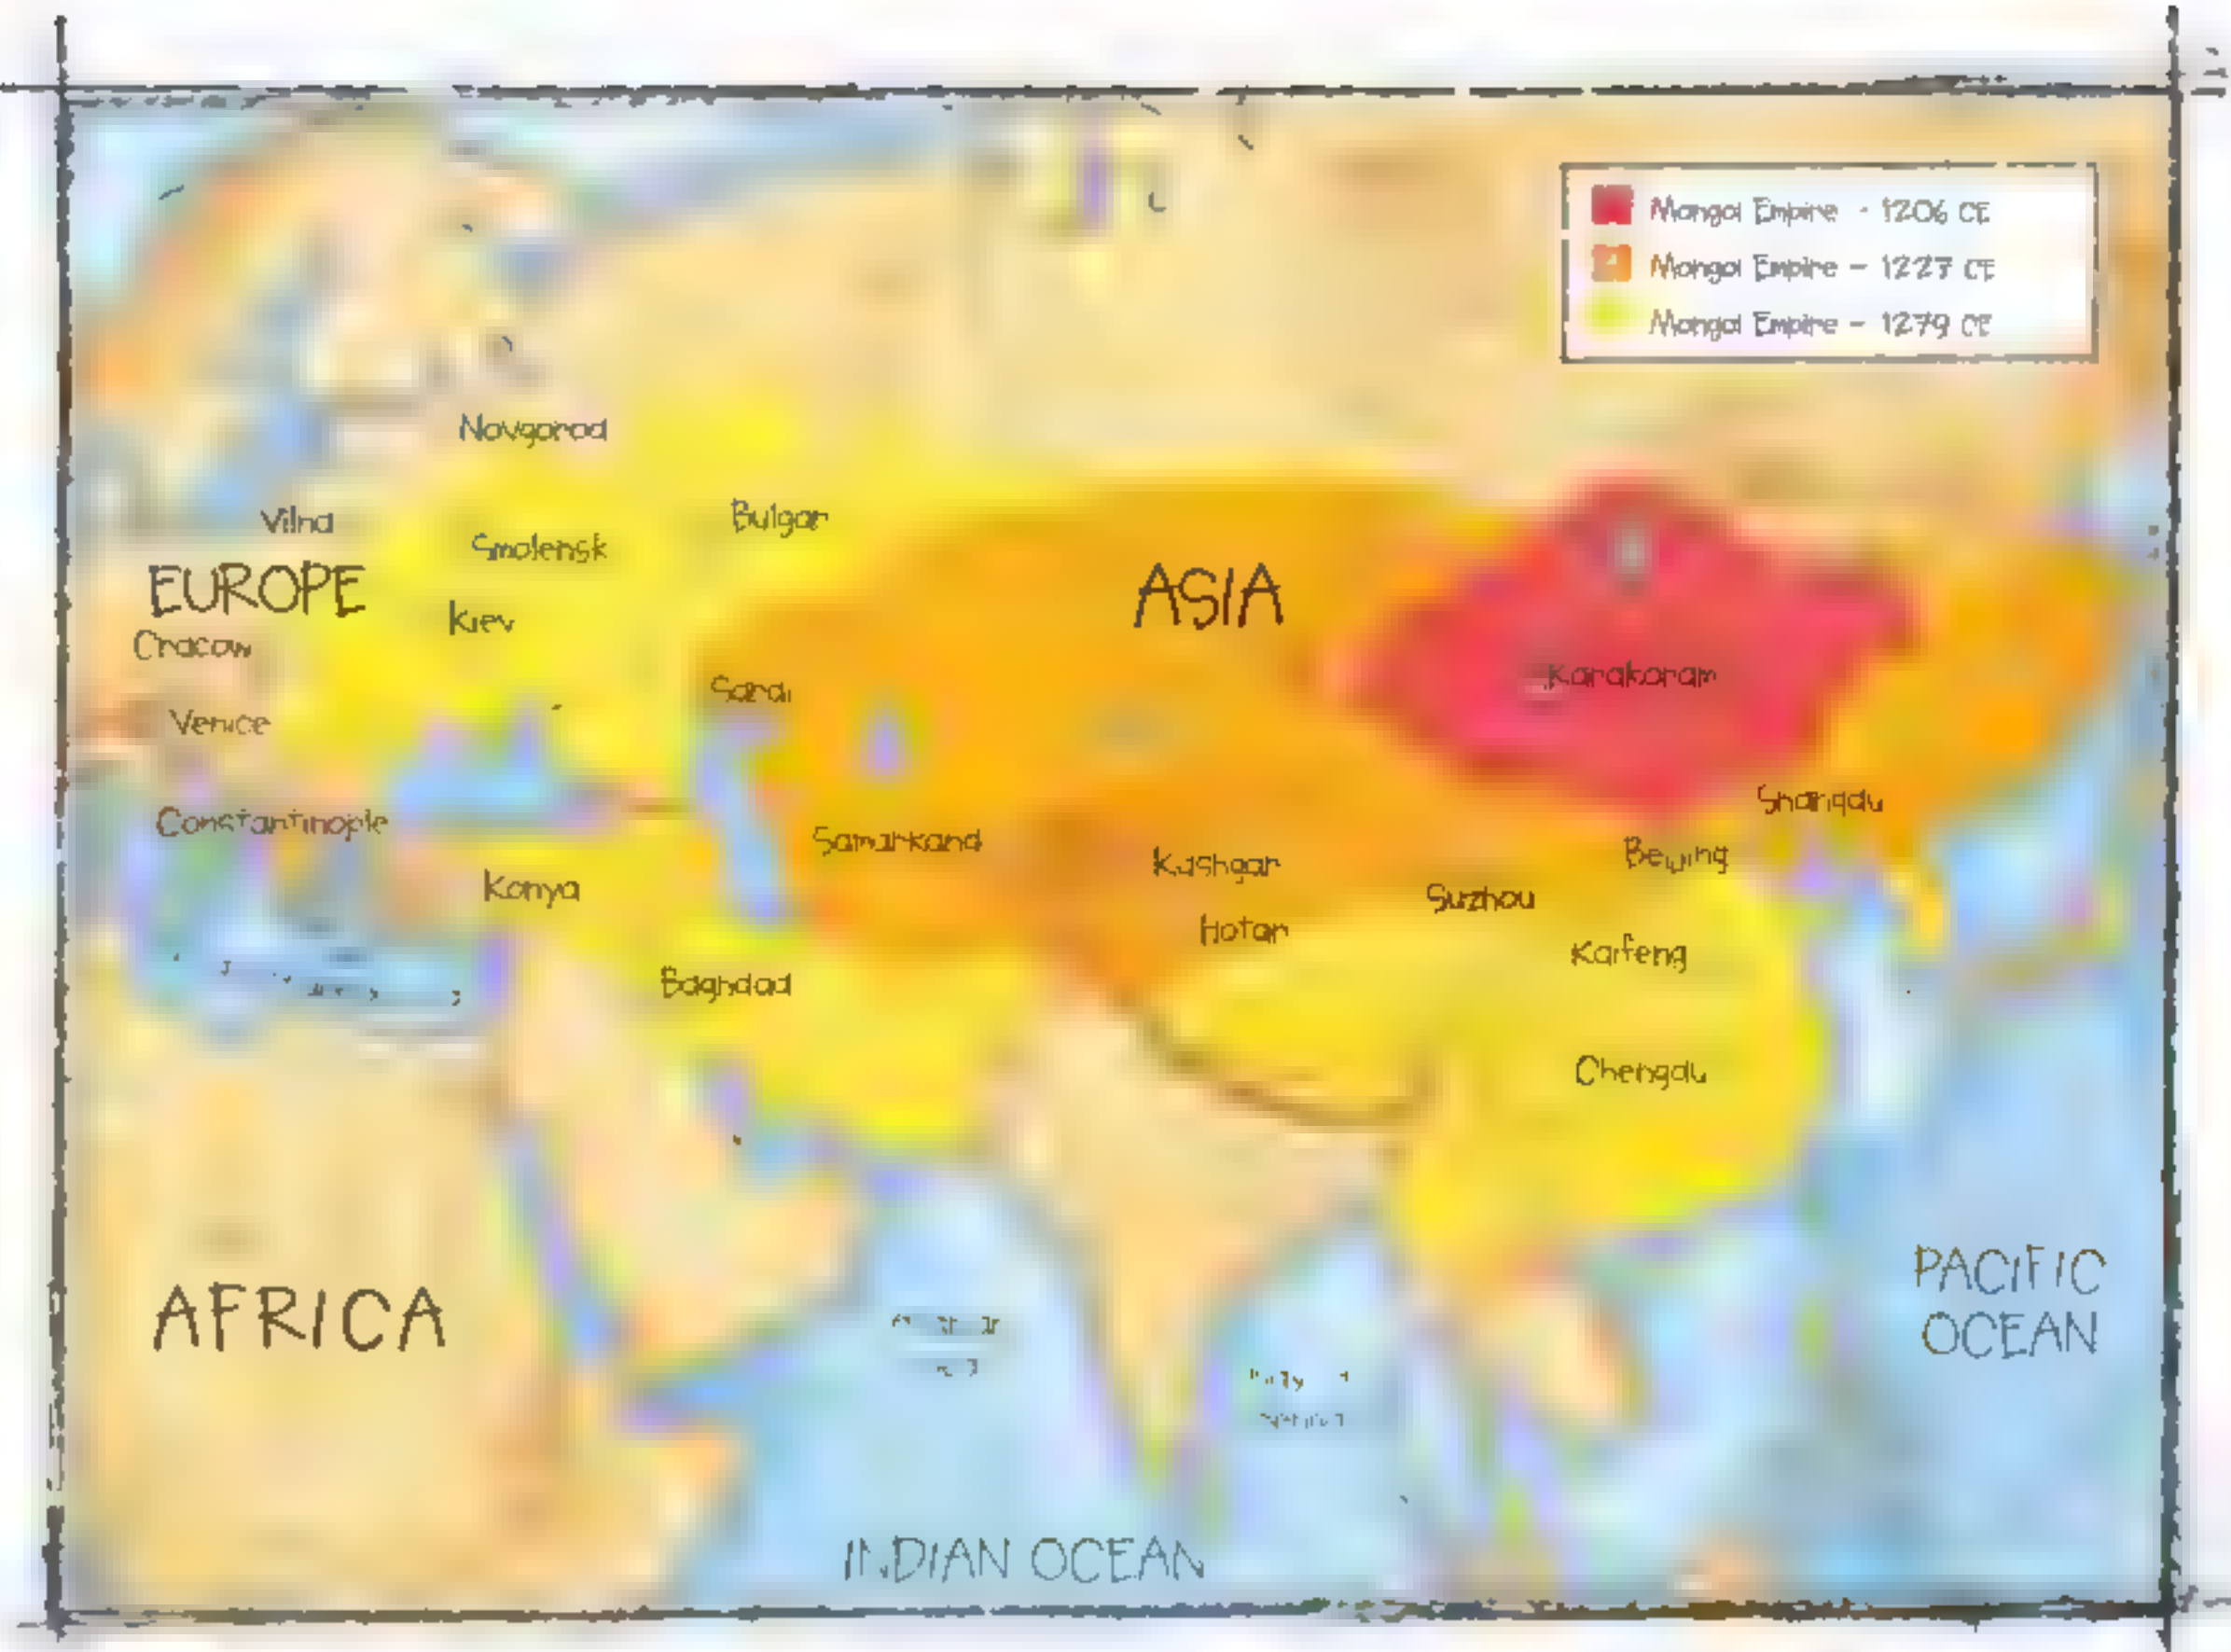 Mongol Empire - 1206 CE
Mongol Empire - 1227 CE
Mongol Empire - 1279 CE
Novgorod
Vilna
Bulgar
Smolensk
EUROPE
ASIA
Kiev
Cracow
Karakoram
Sarai
Venice
Shangdu
Constantinople
Samarkand
Kashgar
Beijing
Konya
Suzhou
Hotan
Kaifeng
Baghdad
Chengdu
AFRICA
PACIFIC
OCEAN
INDIAN OCEAN